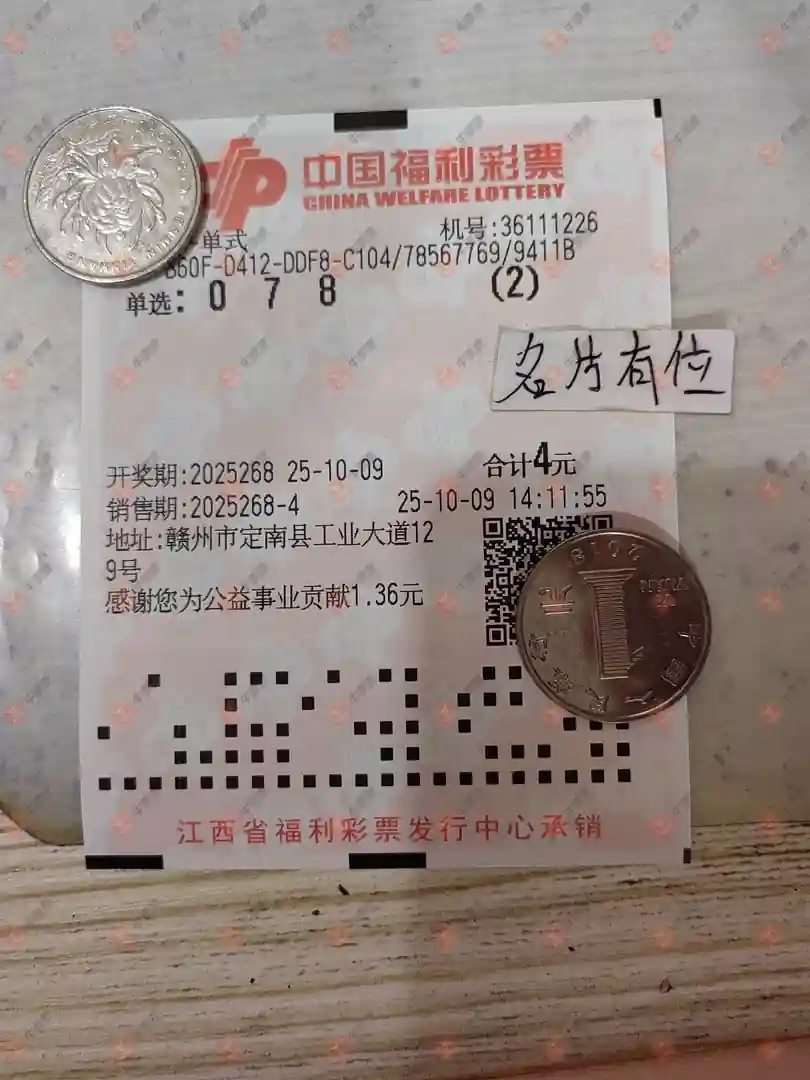 中国福利彩票
CHINA WELFARE LOTTERY
单式
机号:36111226
B60F-D412-DDF8-C104/78567769/9411B
单选: 0 7 8 (2)
名片有位
开奖期:2025268 25-10-09
合计4元
销售期:2025268-4
25-10-09 14:11:55
地址:赣州市定南县工业大道12
9号
感谢您为公益事业贡献1.36元
江西省福利彩票发行中心承销
2018